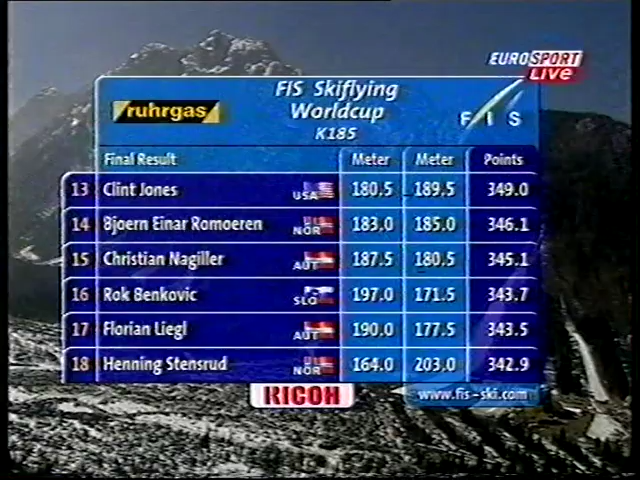 EUROSPORT
LIVE
ruhrgas
FIS Skiflying
Worldcup
K185
F I S
Final Result Meter Meter Points
13 Clint Jones USA 180.5 189.5 349.0
14 Bjoern Einar Romoeren NOR 183.0 185.0 346.1
15 Christian Nagiller AUT 187.5 180.5 345.1
16 Rok Benkovic SLO 197.0 171.5 343.7
17 Florian Liegl AUT 190.0 177.5 343.5
18 Henning Stensrud NOR 164.0 203.0 342.9
RICOH
www.fis-ski.com